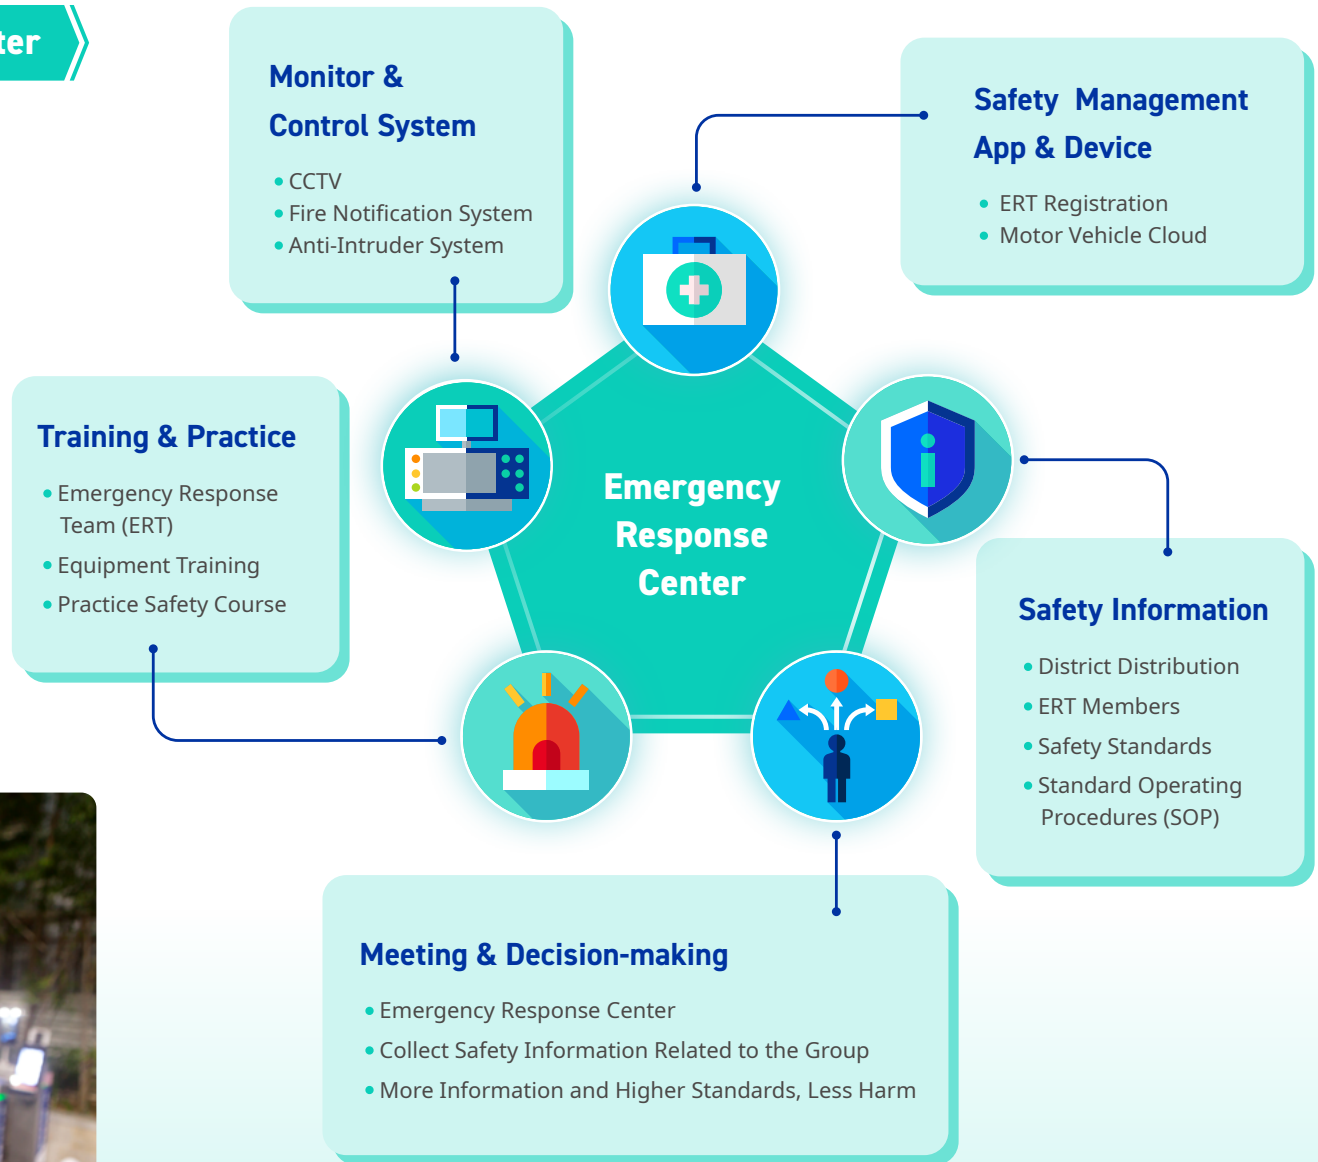 ter
Monitor &
Control System
• CCTV
• Fire Notification System
• Anti-Intruder System
Safety Management
App & Device
• ERT Registration
• Motor Vehicle Cloud
Training & Practice
• Emergency Response
Team (ERT)
• Equipment Training
• Practice Safety Course
Emergency
Response
Center
Safety Information
• District Distribution
• ERT Members
• Safety Standards
• Standard Operating
Procedures (SOP)
Meeting & Decision-making
• Emergency Response Center
• Collect Safety Information Related to the Group
• More Information and Higher Standards, Less Harm